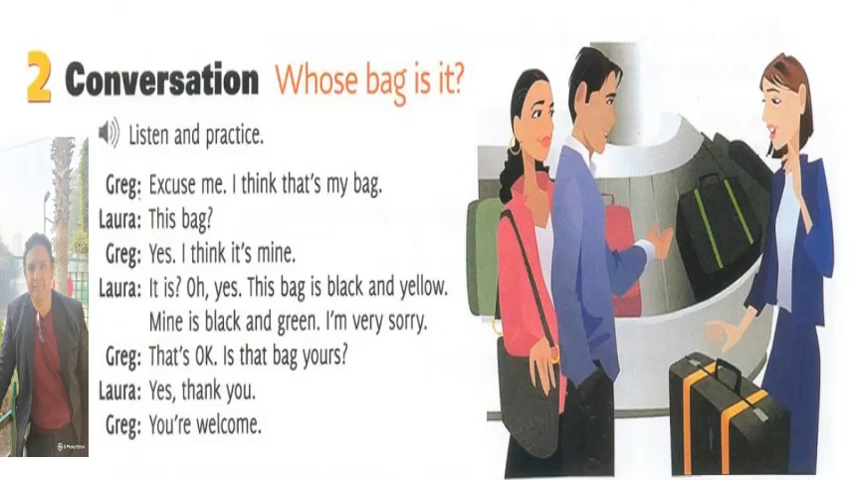 2 Conversation Whose bag is it?
Listen and practice.
Greg: Excuse me. I think that's my bag.
Laura: This bag?
Greg: Yes. I think it's mine.
Laura: It is? Oh, yes. This bag is black and yellow.
Mine is black and green. I'm very sorry.
Greg: That's OK. Is that bag yours?
Laura: Yes, thank you.
Greg: You're welcome.